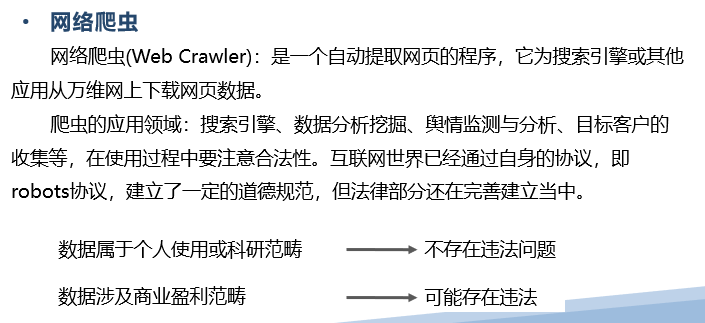 • 网络爬虫
网络爬虫(Web Crawler)：是一个自动提取网页的程序，它为搜索引擎或其他
应用从万维网上下载网页数据。
爬虫的应用领域：搜索引擎、数据分析挖掘、舆情监测与分析、目标客户的
收集等，在使用过程中要注意合法性。互联网世界已经通过自身的协议，即
robots协议，建立了一定的道德规范，但法律部分还在完善建立当中。
数据属于个人使用或科研范畴 → 不存在违法问题
数据涉及商业盈利范畴 → 可能存在违法